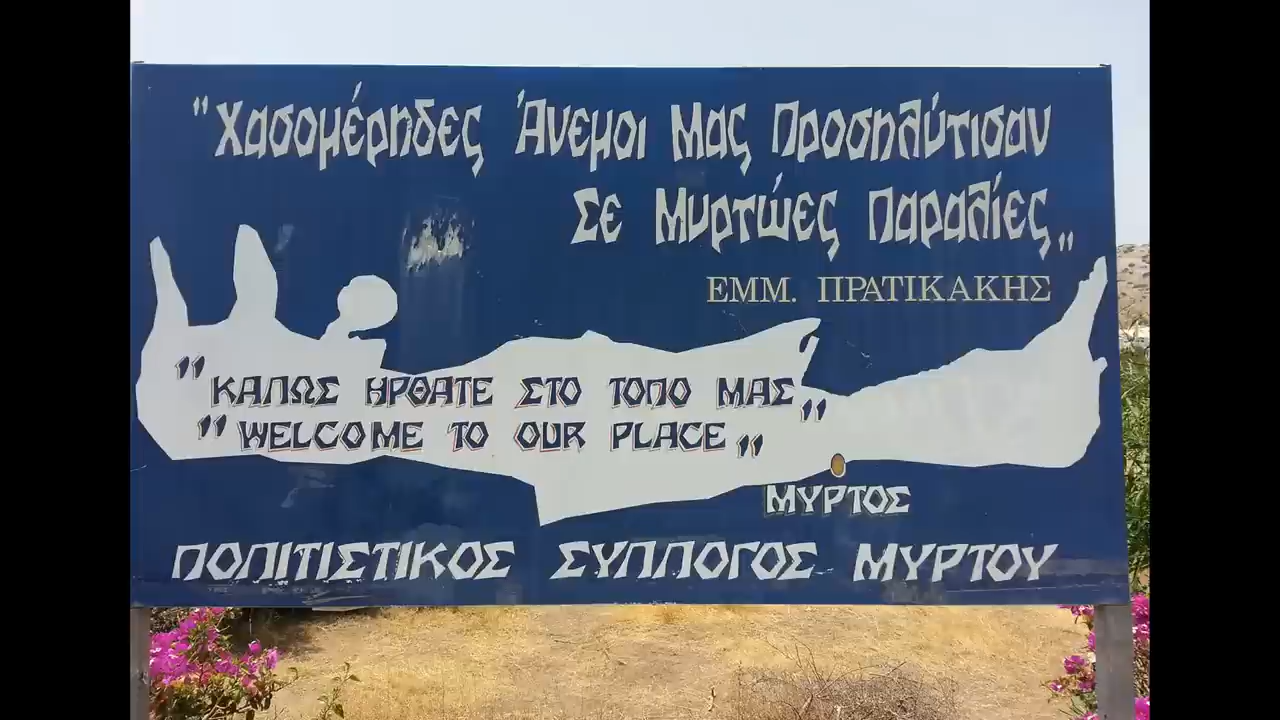 "Χασομέρηδες Άνεμοι Μας Προσηλύτισαν
Σε Μυρτώες Παραλίες„
ΕΜΜ. ΠΡΑΤΙΚΑΚΗΣ
"ΚΑΛΩΣ ΗΡΘΑΤΕ ΣΤΟ ΤΟΠΟ ΜΑΣ„
"WELCOME TO OUR PLACE„
ΜΥΡΤΟΣ
ΠΟΛΙΤΙΣΤΙΚΟΣ ΣΥΛΛΟΓΟΣ ΜΥΡΤΟΥ